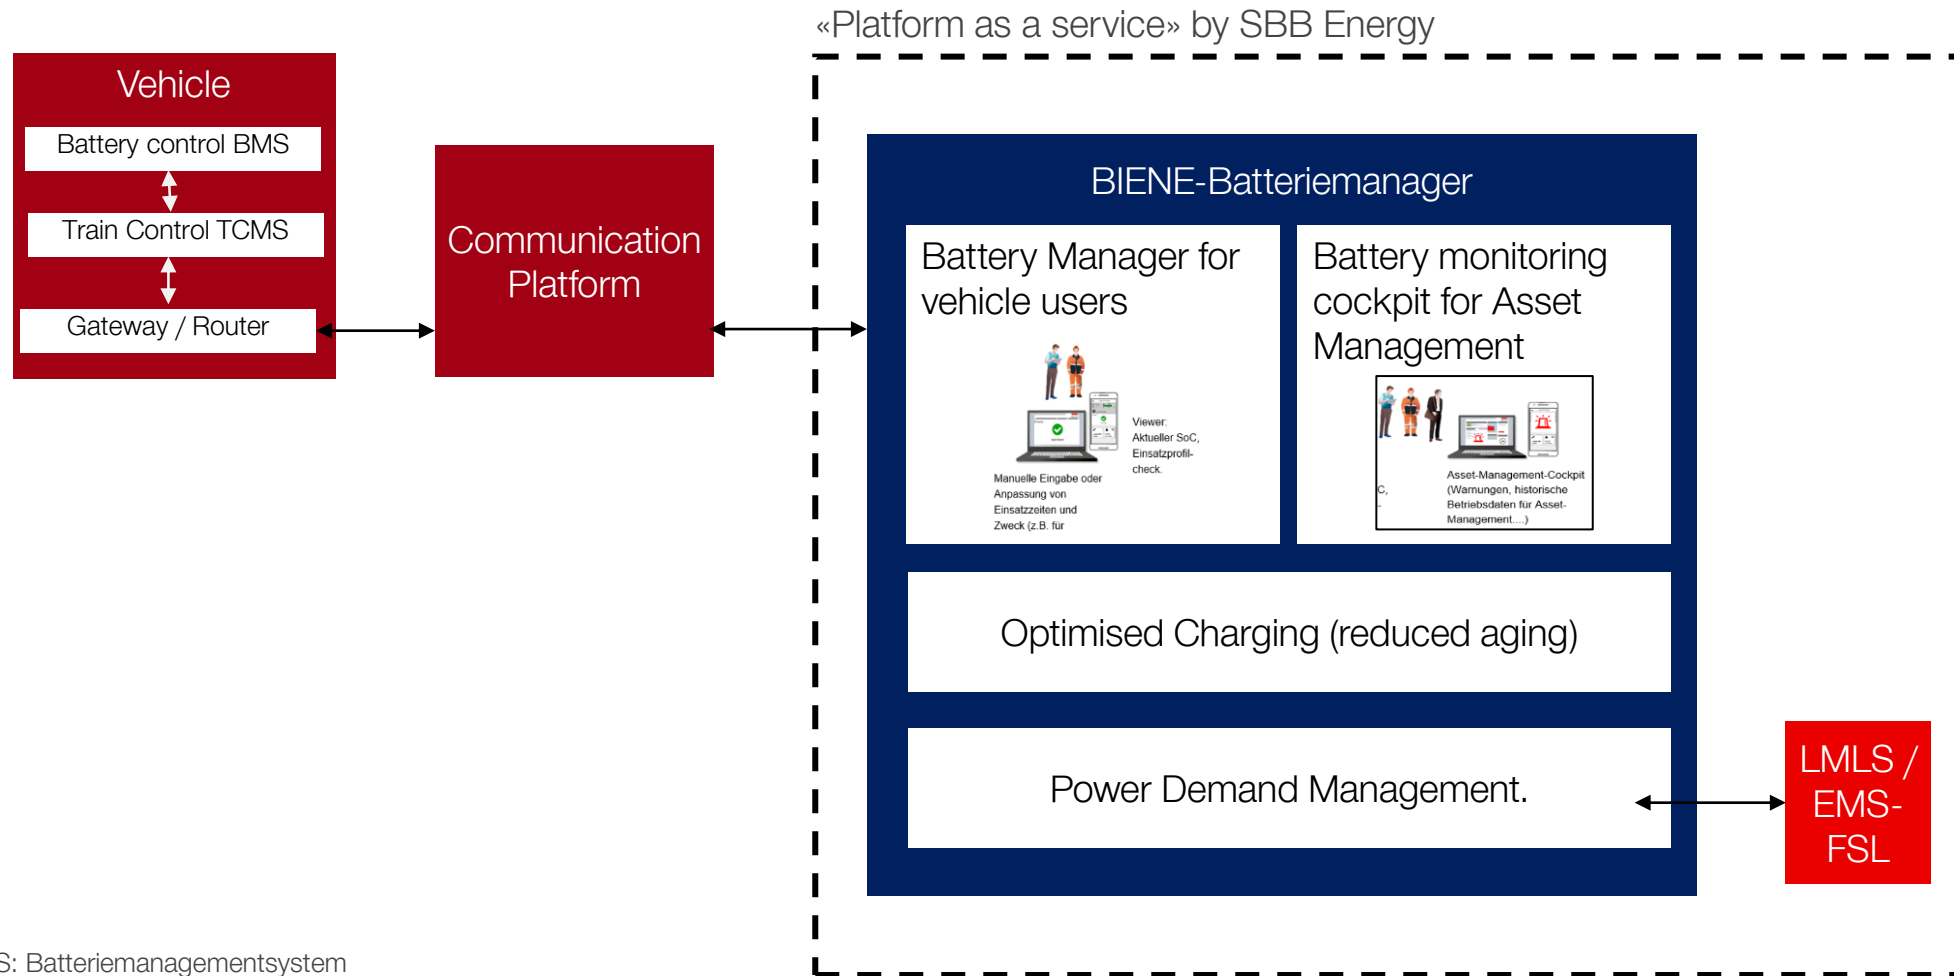 «Platform as a service» by SBB Energy
Vehicle
Battery control BMS
Train Control TCMS
Gateway / Router
Communication
Platform
BIENE-Batteriemanager
Battery Manager for
vehicle users
Viewer:
Aktueller SoC,
Einsatzprofil-
check.
Manuelle Eingabe oder
Anpassung von
Einsatzzeiten und
Zweck (z.B. für
Battery monitoring
cockpit for Asset
Management
C,
-
Asset-Management-Cockpit
(Warnungen, historische
Betriebsdaten für Asset-
Management....)
Optimised Charging (reduced aging)
Power Demand Management.
LMLS /
EMS-
FSL
S: Batteriemanagementsystem